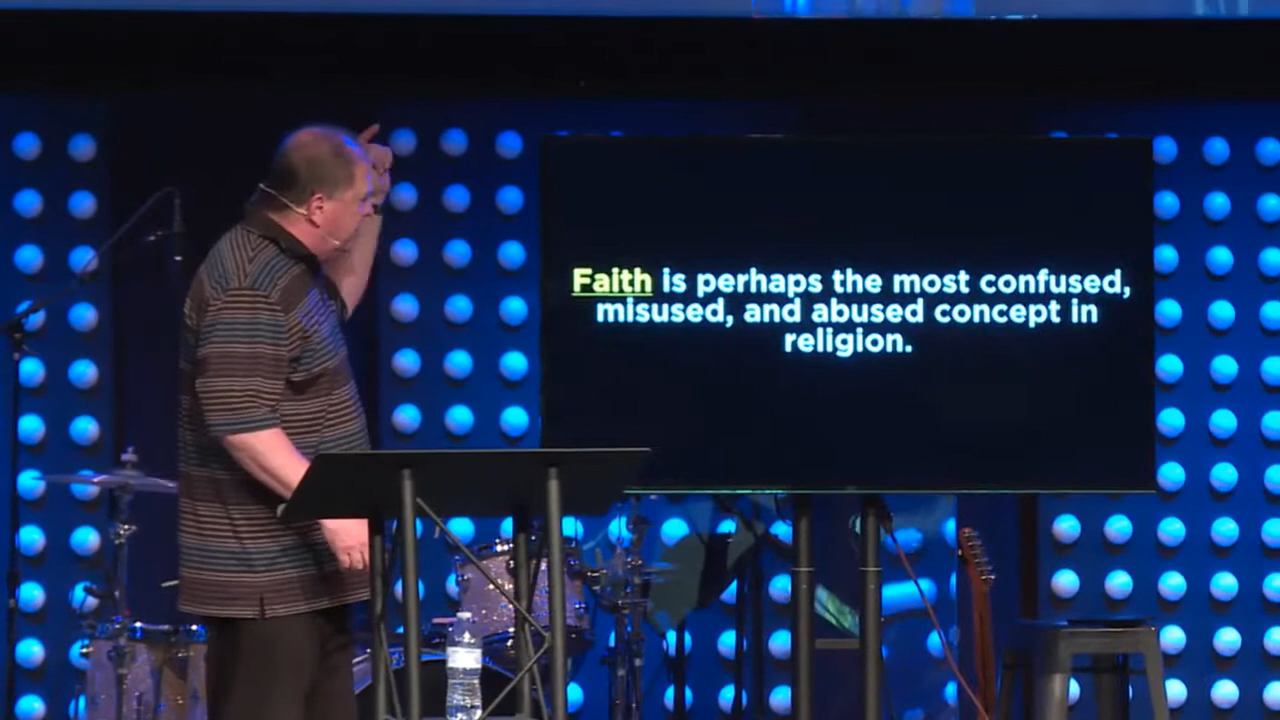 Faith is perhaps the most confused,
misused, and abused concept in
religion.